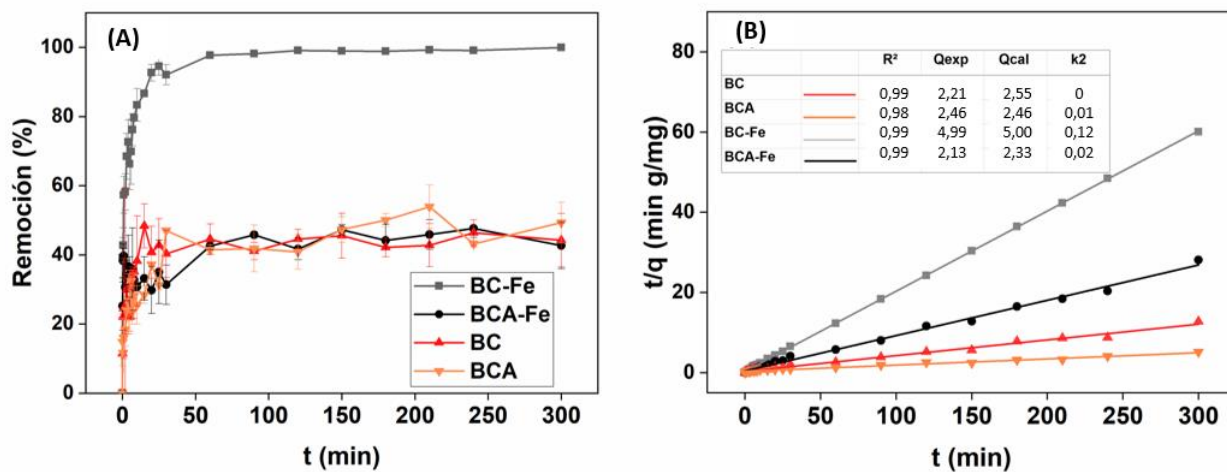 (A)
100
80
60
40
20
0
Remoción (%)
BC-Fe
BCA-Fe
BC
BCA
0 50 100 150 200 250 300
t (min)
(B)
80
60
40
20
0
t/q (min g/mg)
R² Qexp Qcal k2
BC 0,99 2,21 2,55 0
BCA 0,98 2,46 2,46 0,01
BC-Fe 0,99 4,99 5,00 0,12
BCA-Fe 0,99 2,13 2,33 0,02
0 50 100 150 200 250 300
t (min)